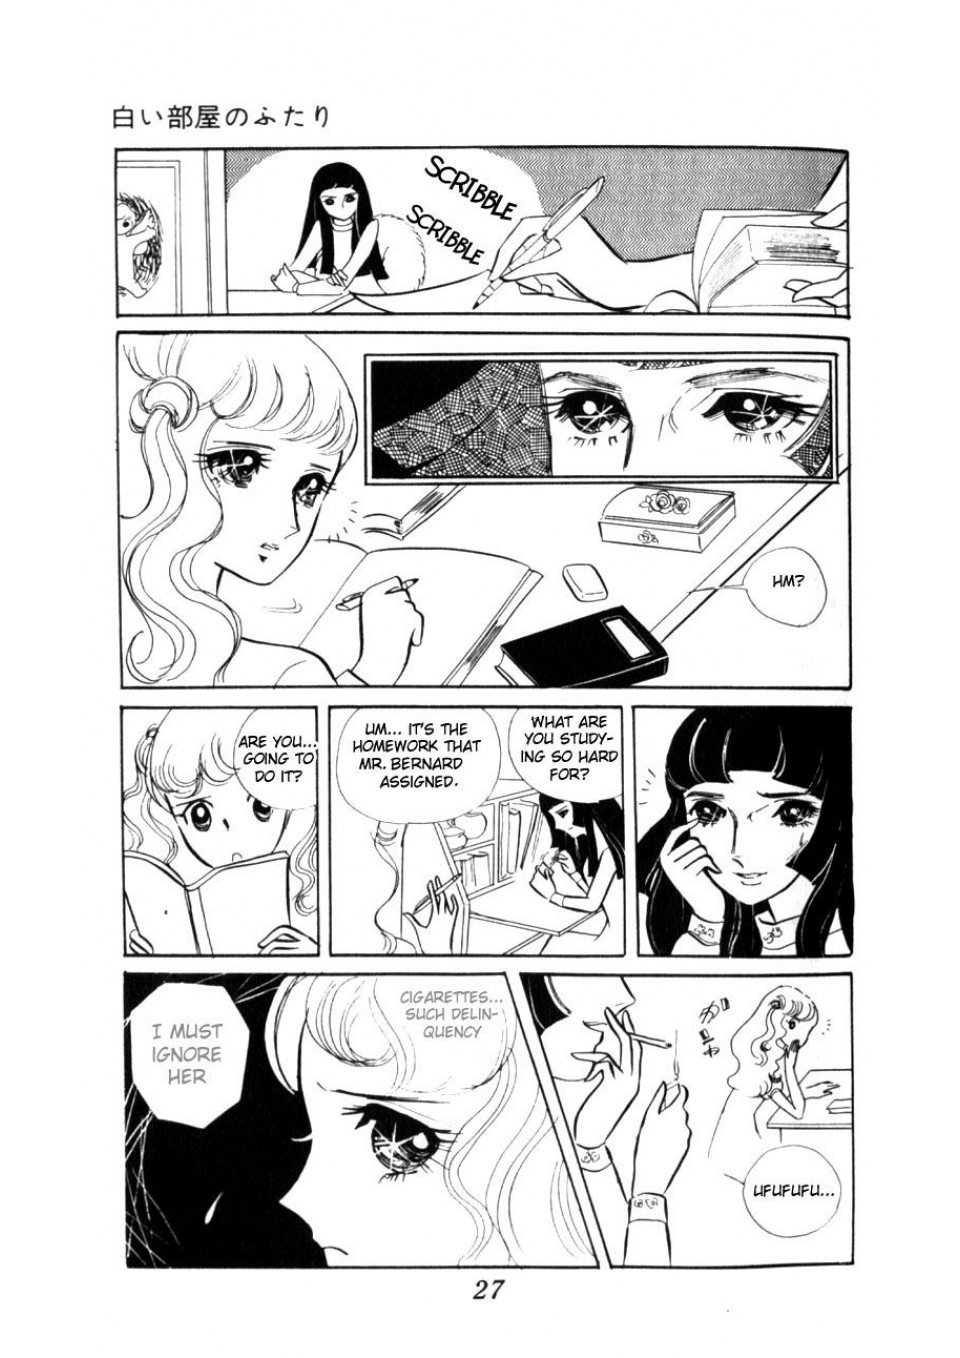 白い部屋のふたり
SCRIBBLE
SCRIBBLE
HM?
WHAT ARE
YOU STUDY-
ING SO HARD
FOR?
UM... IT'S THE
HOMEWORK THAT
MR. BERNARD
ASSIGNED.
ARE YOU...
GOING TO
DO IT?
CIGARETTES...
SUCH DELIN-
QUENCY
I MUST
IGNORE
HER
UFUFUFU...
27